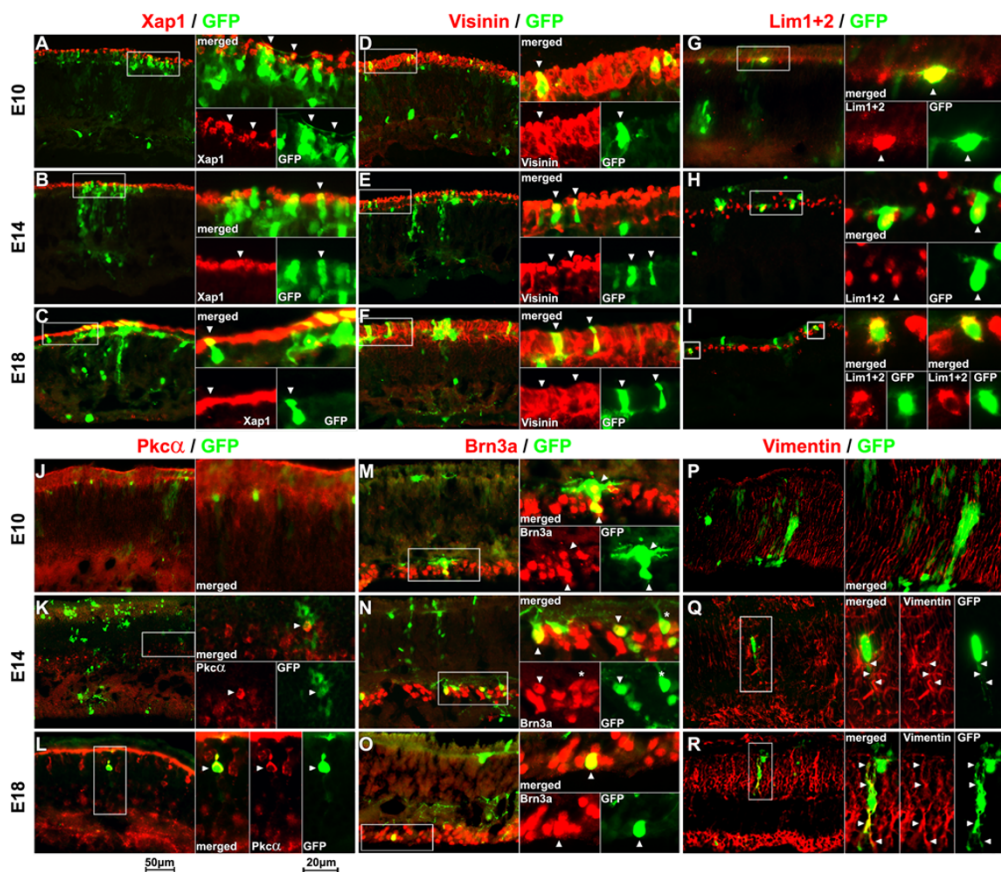 Xap1 / GFP Visinin / GFP Lim1+2 / GFP
E10
A merged Xap1 GFP
D merged Visinin GFP
G merged Lim1+2 GFP
E14
B merged Xap1 GFP
E merged Visinin GFP
H merged Lim1+2 GFP
E18
C merged Xap1 GFP
F merged Visinin GFP
I merged merged Lim1+2 GFP Lim1+2 GFP
Pkcα / GFP Brn3a / GFP Vimentin / GFP
E10
J merged
M merged Brn3a GFP
P merged
E14
K merged Pkcα GFP
N merged * Brn3a * GFP *
Q merged Vimentin GFP
E18
L merged Pkcα GFP
O merged Brn3a GFP
R merged Vimentin GFP
50µm 20µm